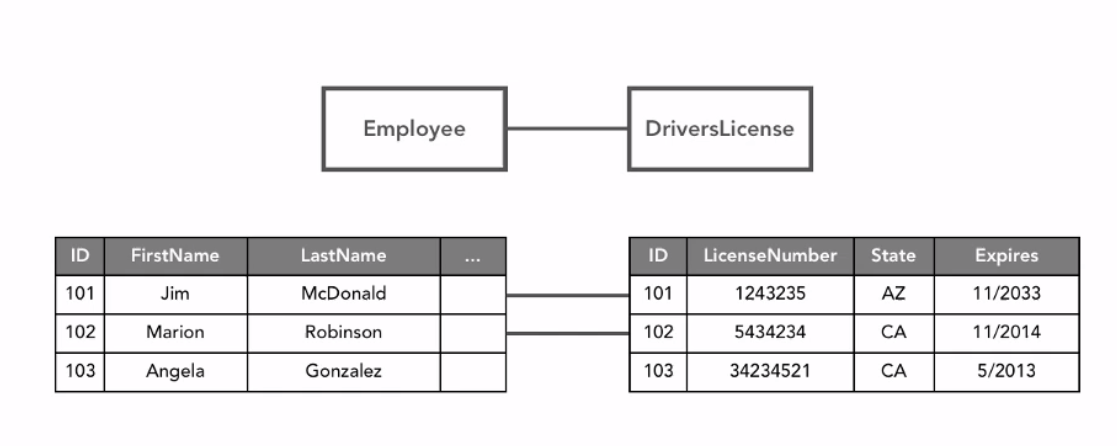 Employee DriversLicense
ID FirstName LastName ... ID LicenseNumber State Expires
101 Jim McDonald 101 1243235 AZ 11/2033
102 Marion Robinson 102 5434234 CA 11/2014
103 Angela Gonzalez 103 34234521 CA 5/2013